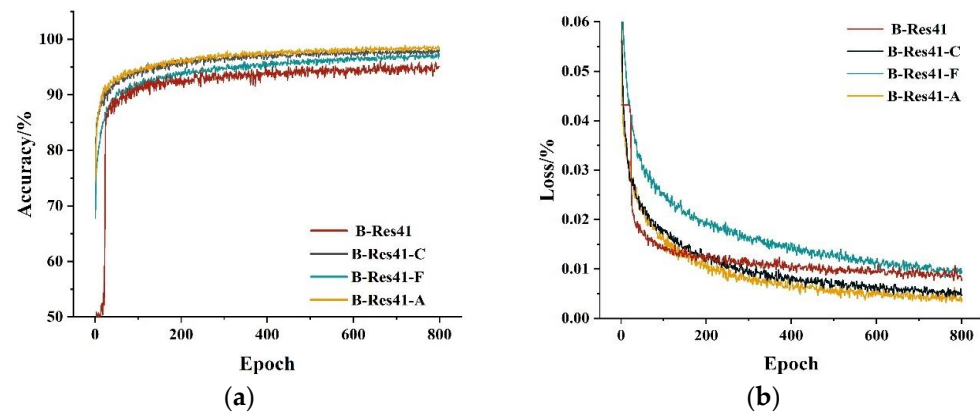 100
90
80
70
60
50
Accuracy/%
B-Res41
B-Res41-C
B-Res41-F
B-Res41-A
0
200
400
600
800
Epoch
(a)
0.06
0.05
0.04
0.03
0.02
0.01
0.00
Loss/%
B-Res41
B-Res41-C
B-Res41-F
B-Res41-A
0
200
400
600
800
Epoch
(b)